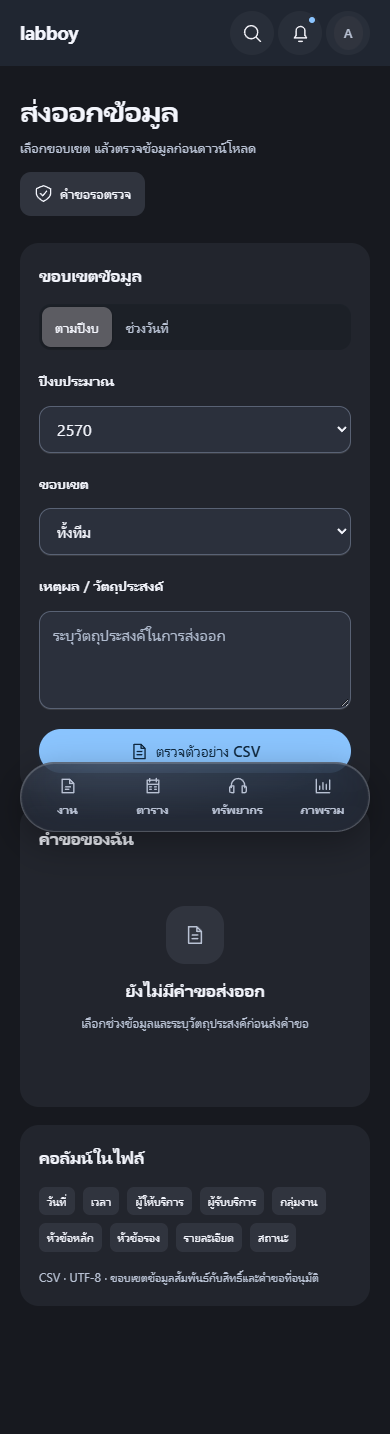 labboy
A
ส่งออกข้อมูล
เลือกขอบเขต แล้วตรวจข้อมูลก่อนดาวน์โหลด
คำขอรอตรวจ
ขอบเขตข้อมูล
ตามปีงบ ช่วงวันที่
ปีงบประมาณ
2570
ขอบเขต
ทั้งทีม
เหตุผล / วัตถุประสงค์
ระบุวัตถุประสงค์ในการส่งออก
ตรวจตัวอย่าง CSV
งาน ตาราง ทรัพยากร ภาพรวม
คำขอของฉัน
ยังไม่มีคำขอส่งออก
เลือกช่วงข้อมูลและระบุวัตถุประสงค์ก่อนส่งคำขอ
คอลัมน์ในไฟล์
วันที่ เวลา ผู้ให้บริการ ผู้รับบริการ กลุ่มงาน
หัวข้อหลัก หัวข้อรอง รายละเอียด สถานะ
CSV · UTF-8 · ขอบเขตข้อมูลสัมพันธ์กับสิทธิ์และคำขอที่อนุมัติ